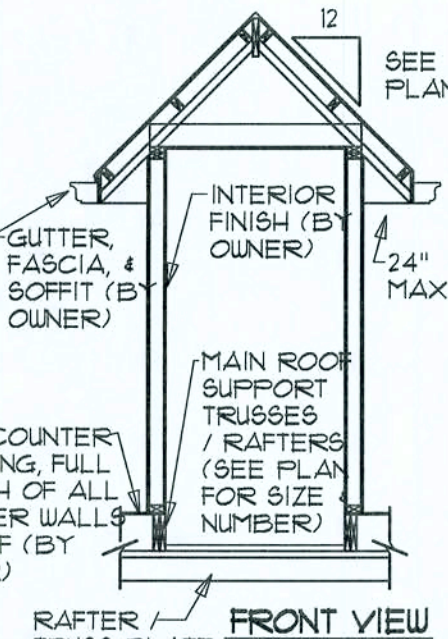 12
SEE
PLAN
INTERIOR
FINISH (BY
OWNER)
GUTTER,
FASCIA, &
SOFFIT (BY
OWNER)
24"
MAX
MAIN ROOF
SUPPORT
TRUSSES
/ RAFTERS
(SEE PLAN
FOR SIZE &
NUMBER)
COUNTER
NG, FULL
H OF ALL
ER WALLS
F (BY
)
RAFTER /
FRONT VIEW